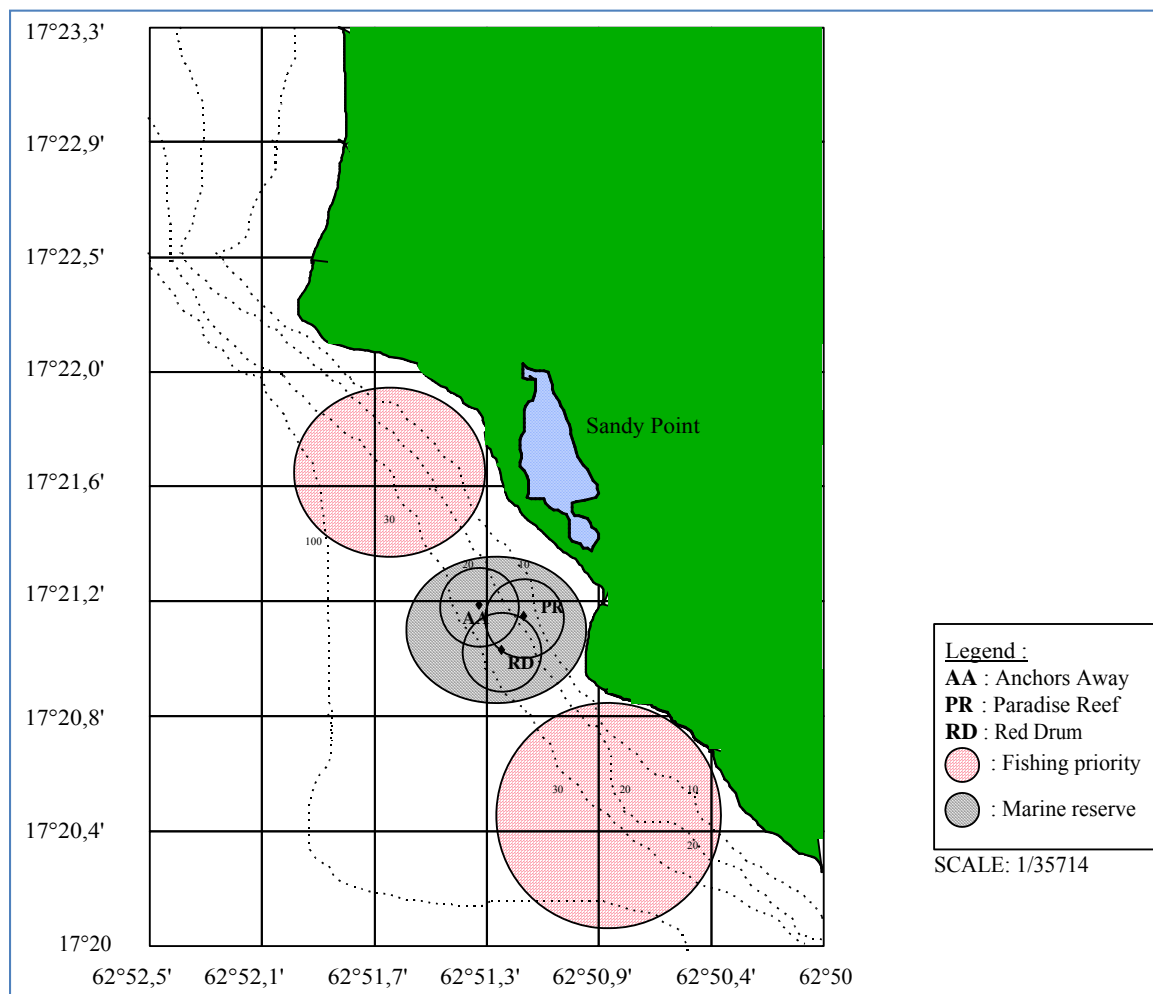 17°23,3'
17°22,9'
17°22,5'
17°22,0'
Sandy Point
17°21,6'
30
100
20
10
17°21,2'
PR
AA
RD
17°20,8'
30
20
10
20
17°20,4'
17°20
62°52,5' 62°52,1' 62°51,7' 62°51,3' 62°50,9' 62°50,4' 62°50
Legend :
AA : Anchors Away
PR : Paradise Reef
RD : Red Drum
: Fishing priority
: Marine reserve
SCALE: 1/35714